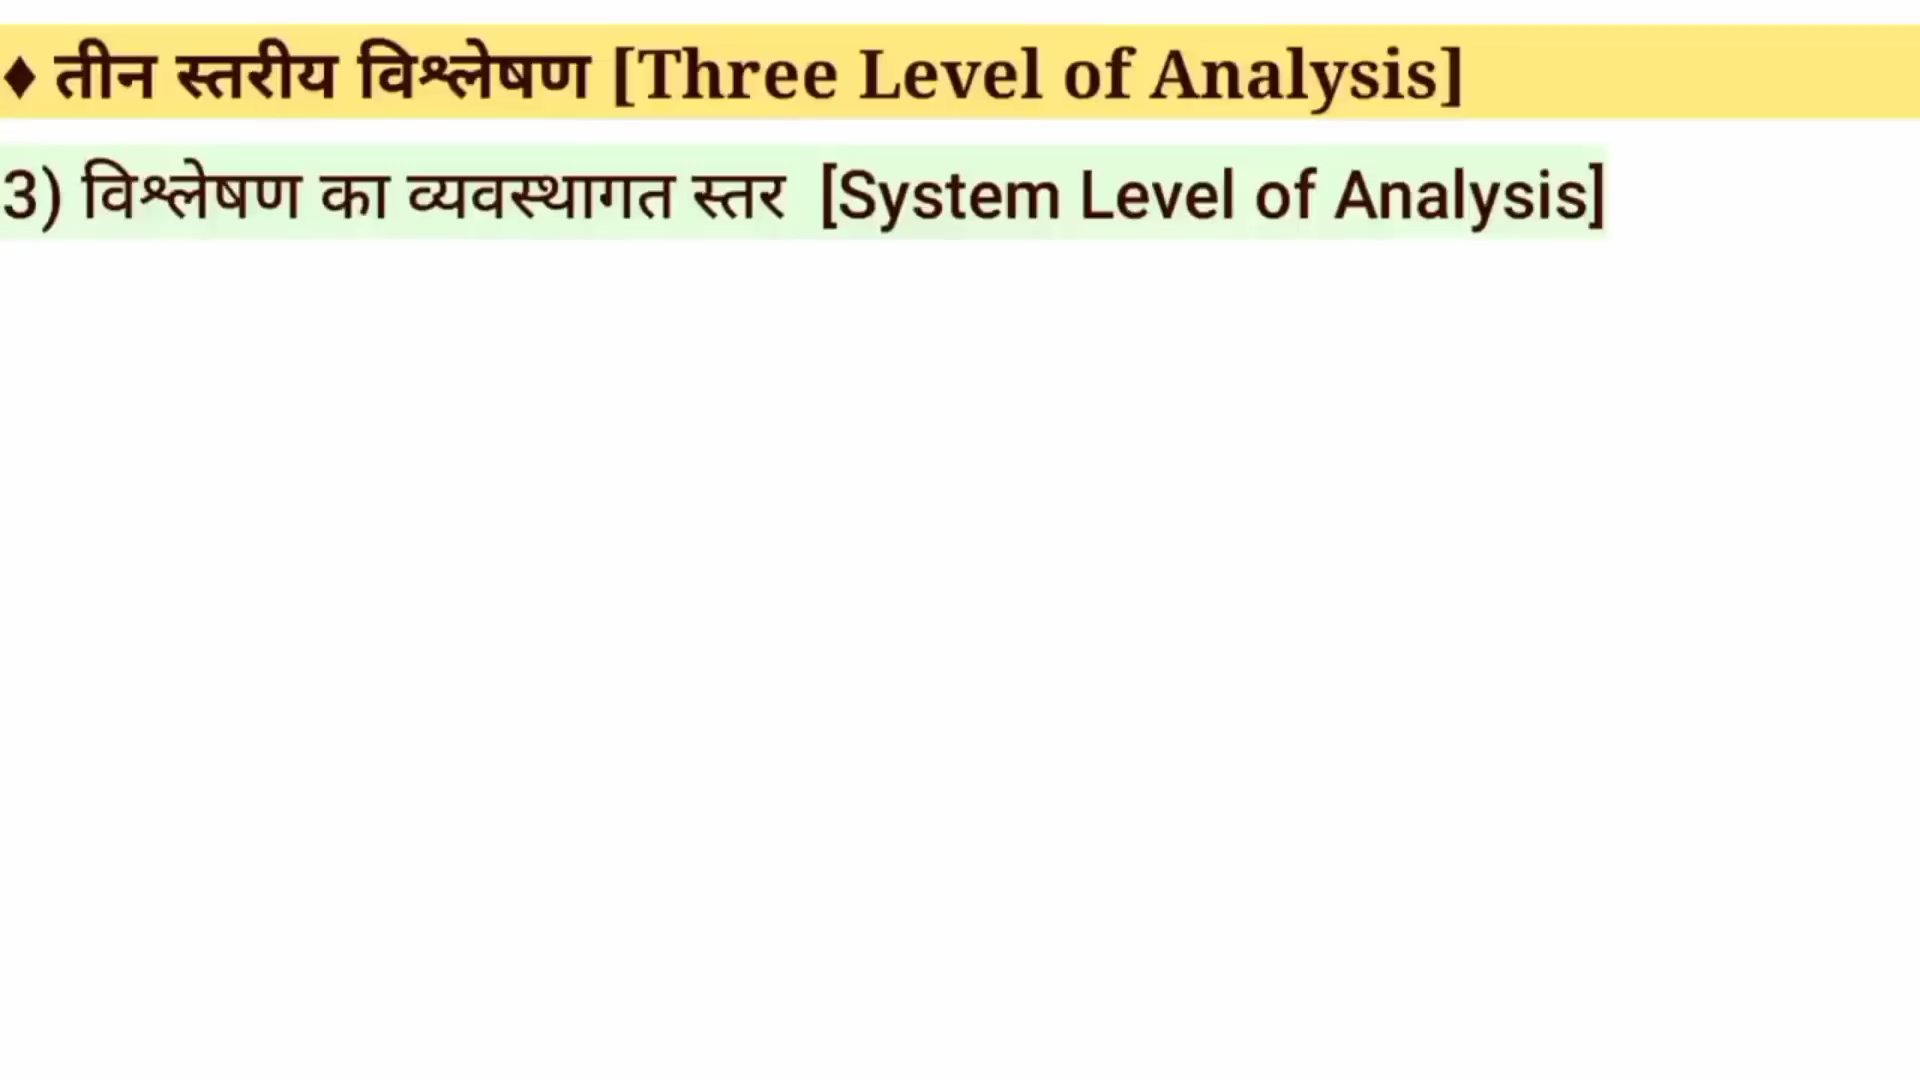 ♦ तीन स्तरीय विश्लेषण [Three Level of Analysis]
3) विश्लेषण का व्यवस्थागत स्तर [System Level of Analysis]